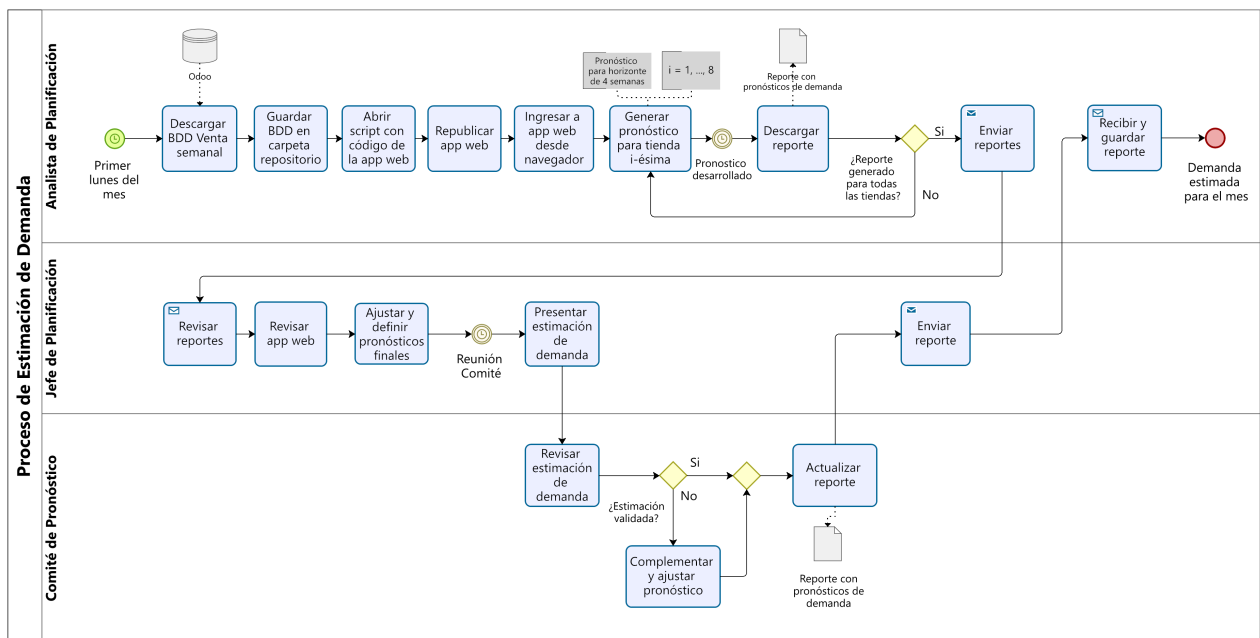 Proceso de Estimación de Demanda
Analista de Planificación
Odoo
Primer
lunes del
mes
Descargar
BDD Venta
semanal
Guardar
BDD en
carpeta
repositorio
Abrir
script con
código de
la app web
Republicar
app web
Ingresar a
app web
desde
navegador
Pronóstico
para horizonte
de 4 semanas
i = 1, ..., 8
Generar
pronóstico
para tienda
i-ésima
Pronostico
desarrollado
Reporte con
pronósticos de demanda
Descargar
reporte
¿Reporte
generado
para todas
las tiendas?
Si
No
Enviar
reportes
Recibir y
guardar
reporte
Demanda
estimada
para el mes
Jefe de Planificación
Revisar
reportes
Revisar
app web
Ajustar y
definir
pronósticos
finales
Reunión
Comité
Presentar
estimación
de
demanda
Enviar
reporte
Comité de Pronóstico
Revisar
estimación
de
demanda
¿Estimación
validada?
Si
No
Complementar
y ajustar
pronóstico
Actualizar
reporte
Reporte con
pronósticos de
demanda